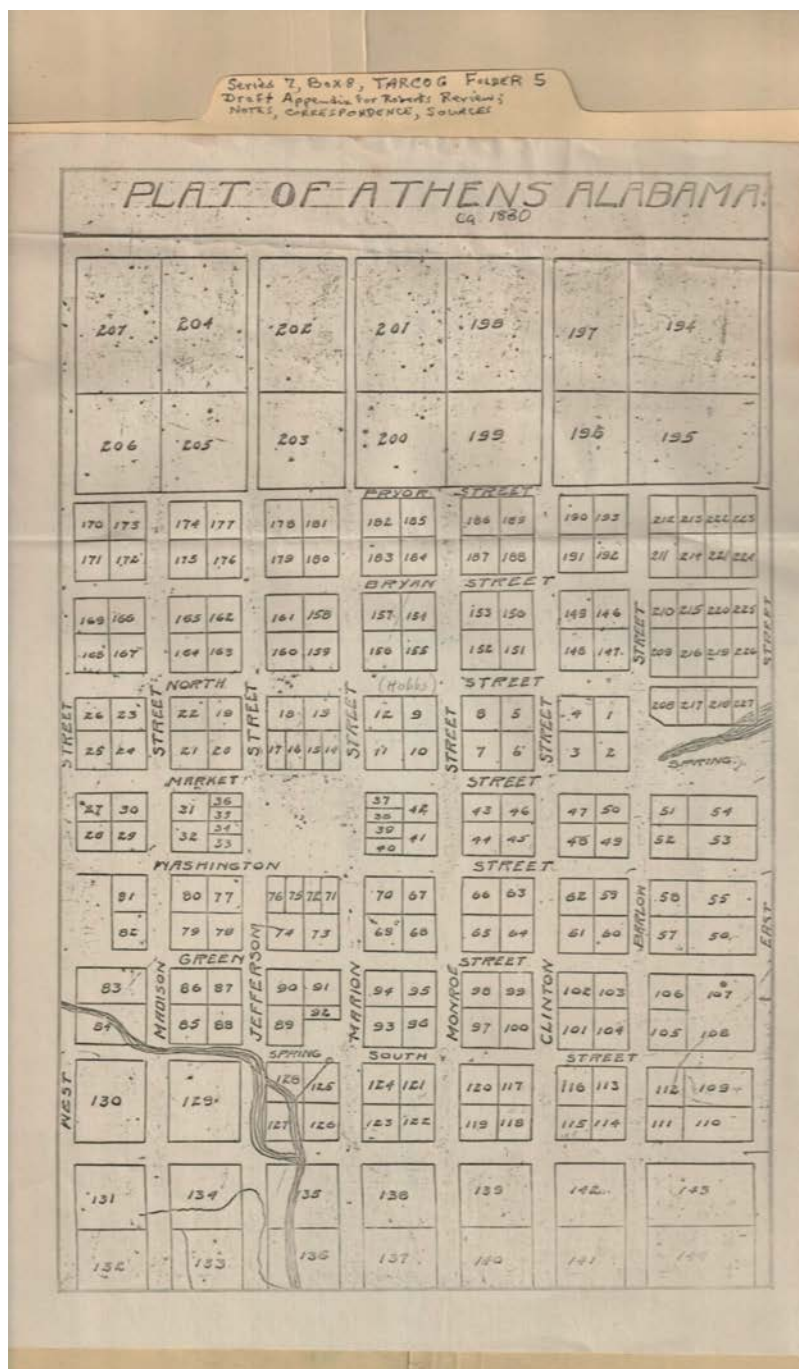 Series 7, Box 8, TARCOG Folder 5
Draft Appendix for Roberts Review;
Notes, Correspondence, Sources
PLAT OF ATHENS ALABAMA.
ca 1830
207 204 202 201 198 197 194
206 205 203 200 199 196 195
PRYOR STREET
170 173 174 177 178 181 182 185 186 189 190 193 212 213 222 223
171 172 175 176 179 180 183 184 187 188 191 192 211 214 221 224
BRYAN STREET
169 166 165 162 161 158 157 154 153 150 149 146 210 215 220 225
168 167 164 163 160 159 156 155 152 151 148 147 209 216 219 226
NORTH (Hobbs) STREET
208 217 218 227
26 23 22 19 18 13 12 9 8 5 4 1
25 24 21 20 17 16 15 14 11 10 7 6 3 2
SPRING
STREET STREET STREET STREET STREET STREET STREET STREET
MARKET STREET
27 30 31 36 37 42 43 46 47 50 51 54
35 38
28 29 32 34 39 41 44 45 48 49 52 53
33 40
WASHINGTON STREET
81 80 77 76 75 72 71 70 67 66 63 62 59 58 55
82 79 78 74 73 69 68 65 64 61 60 57 56
GREEN STREET
83 86 87 90 91 94 95 98 99 102 103 106 107
92
84 85 88 89 93 96 97 100 101 104 105 108
WEST MADISON JEFFERSON MARION MONROE CLINTON BARLOW EAST
SPRING SOUTH STREET
130 129 128 125 124 121 120 117 116 113 112 109
127 126 123 122 119 118 115 114 111 110
131 134 135 138 139 142 143
132 133 136 137 140 141 144